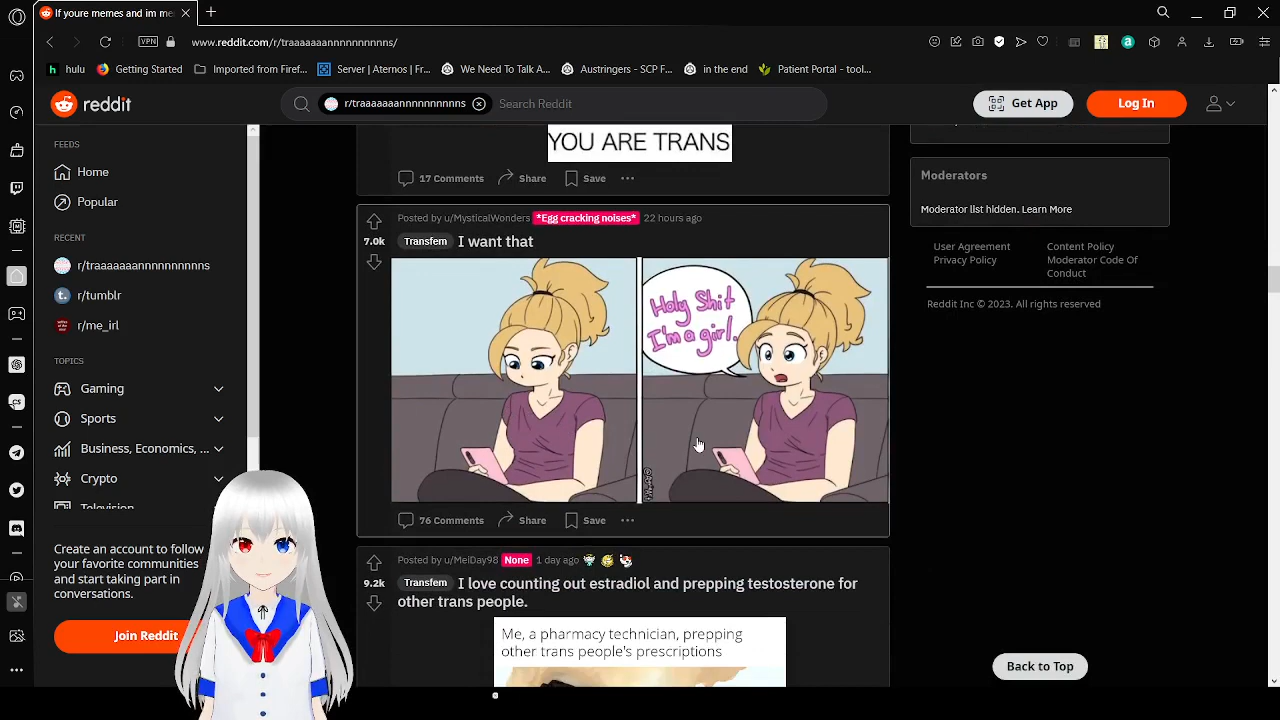 If youre memes and im me
www.reddit.com/r/traaaaaaannnnnnnnnns/
VPN
hulu
Getting Started
Imported from Firef...
Server | Aternos | Fr...
We Need To Talk A...
Austringers - SCP F...
in the end
Patient Portal - tool...
reddit
r/traaaaaaannnnnnnnnns
Search Reddit
Get App
Log In
FEEDS
Home
Popular
RECENT
r/traaaaaaannnnnnnnnns
r/tumblr
r/me_irl
TOPICS
Gaming
Sports
Business, Economics, ...
Crypto
Television
Create an account to follow
your favorite communities
and start taking part in
conversations.
Join Reddit
YOU ARE TRANS
17 Comments
Share
Save
Posted by u/MysticalWonders *Egg cracking noises* 22 hours ago
7.0k
Transfem I want that
Holy Shit
I'm a girl.
76 Comments
Share
Save
Posted by u/MeiDay98 None 1 day ago
9.2k
Transfem I love counting out estradiol and prepping testosterone for
other trans people.
Me, a pharmacy technician, prepping
other trans people's prescriptions
Moderators
Moderator list hidden. Learn More
User Agreement
Privacy Policy
Content Policy
Moderator Code Of
Conduct
Reddit Inc © 2023. All rights reserved
Back to Top